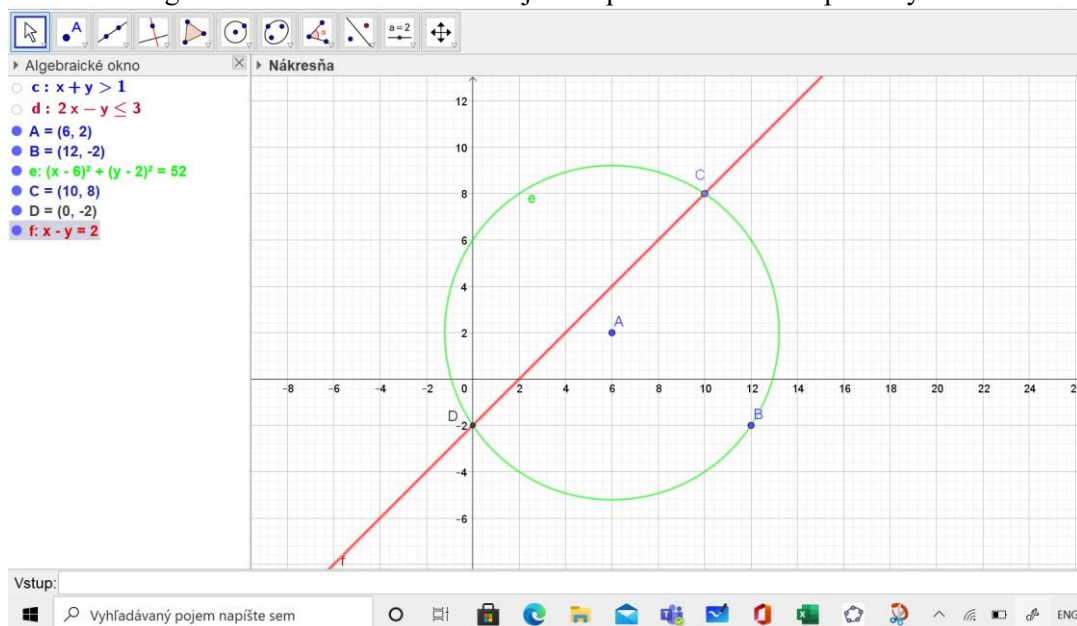 a=2
Algebraické okno
Nákresňa
c : x + y > 1
d : 2 x − y ≤ 3
A = (6, 2)
B = (12, -2)
e: (x - 6)² + (y - 2)² = 52
C = (10, 8)
D = (0, -2)
f: x - y = 2
12
10
C
8
e
6
4
A
2
-8 -6 -4 -2 0 2 4 6 8 10 12 14 16 18 20 22 24 2
D
-2
B
-4
-6
f
Vstup:
Vyhľadávaný pojem napíšte sem
ENG